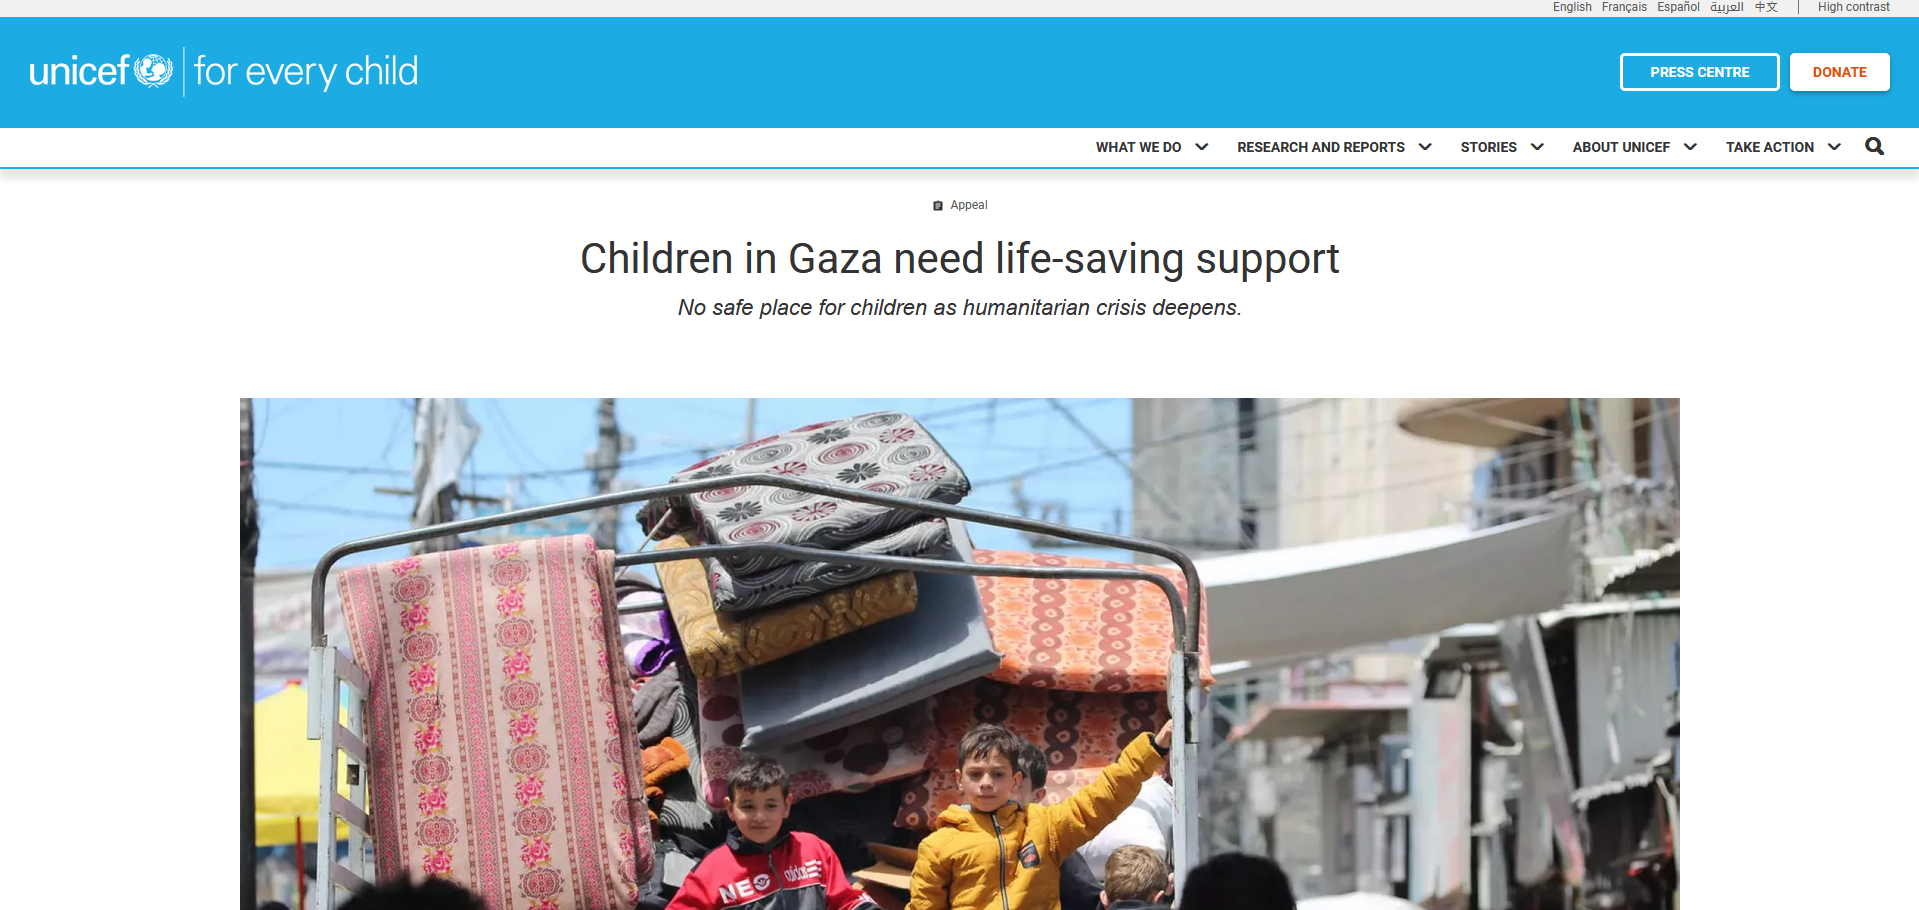 English Français Español العربية 中文 High contrast
unicef for every child
PRESS CENTRE DONATE
WHAT WE DO RESEARCH AND REPORTS STORIES ABOUT UNICEF TAKE ACTION
Appeal
Children in Gaza need life-saving support
No safe place for children as humanitarian crisis deepens.
NEO adidas